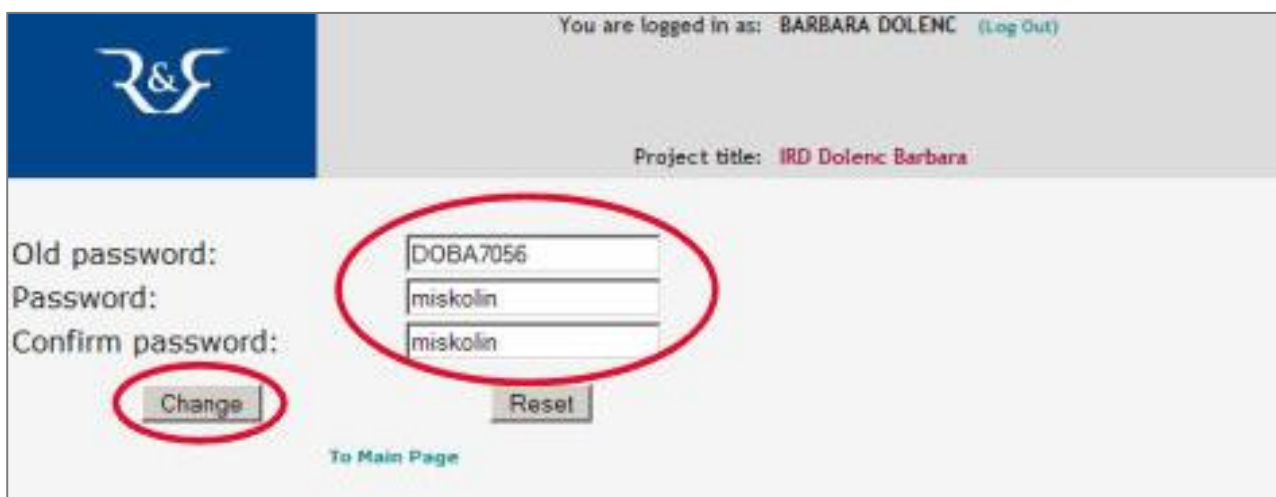 You are logged in as: BARBARA DOLENC (Log Out)
R&R
Project title: IRD Dolenc Barbara
Old password: DOBA7056
Password: miskolin
Confirm password: miskolin
Change Reset
To Main Page